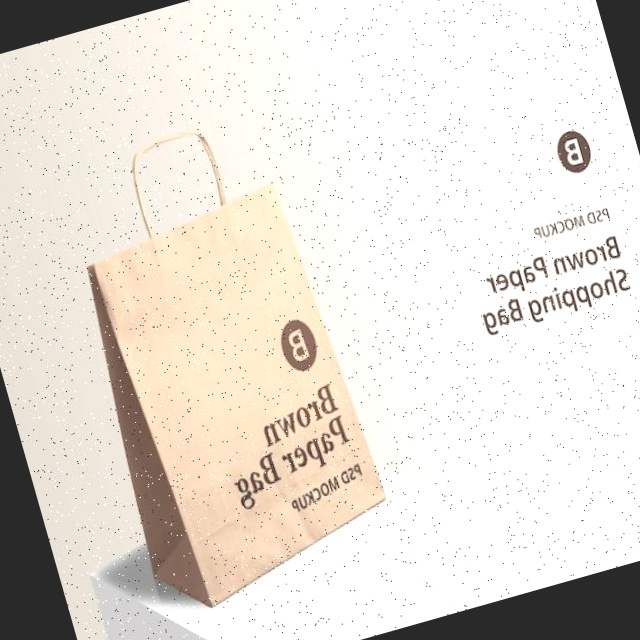 B
Brown
Paper Bag
PSD MOCKUP
B
PSD MOCKUP
Brown Paper
Shopping Bag